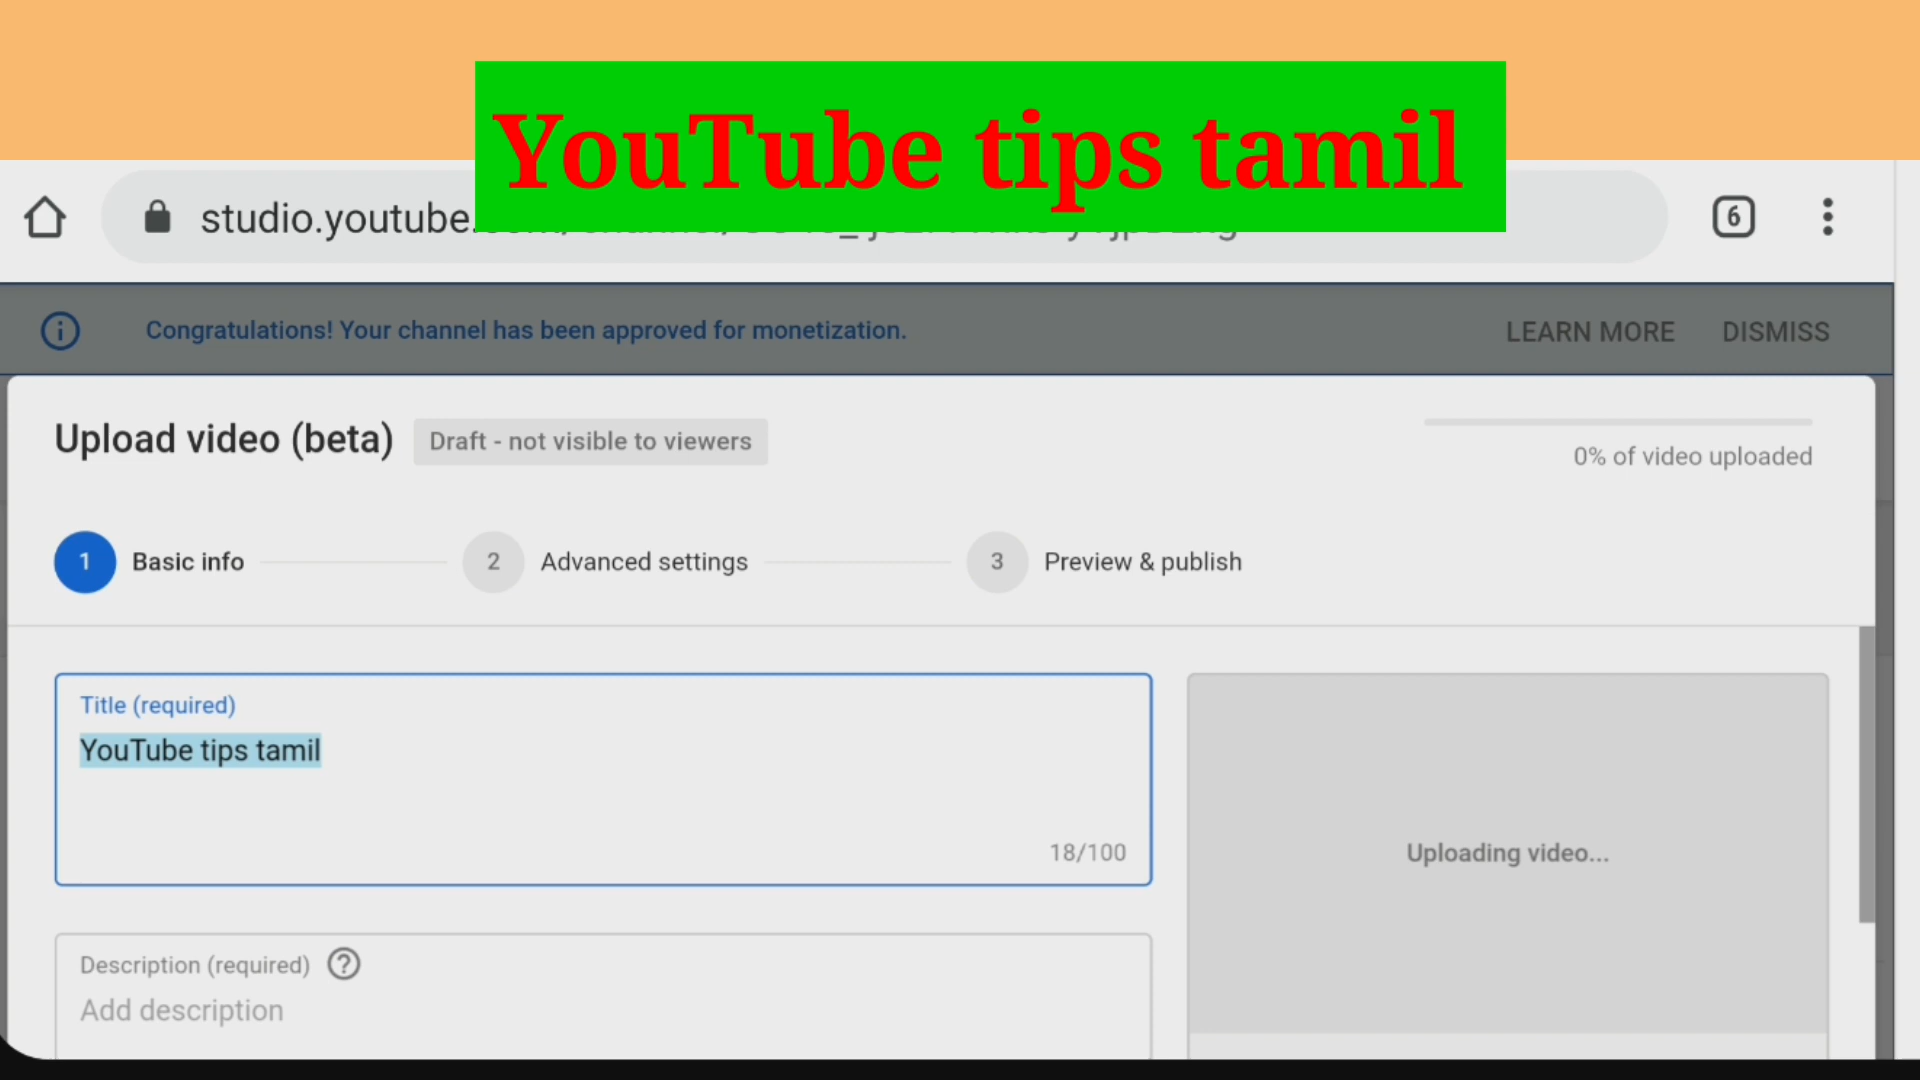 YouTube tips tamil
studio.youtube.
6
Congratulations! Your channel has been approved for monetization.
LEARN MORE
DISMISS
Upload video (beta)
Draft - not visible to viewers
0% of video uploaded
1 Basic info
2 Advanced settings
3 Preview & publish
Title (required)
YouTube tips tamil
18/100
Uploading video...
Description (required)
Add description